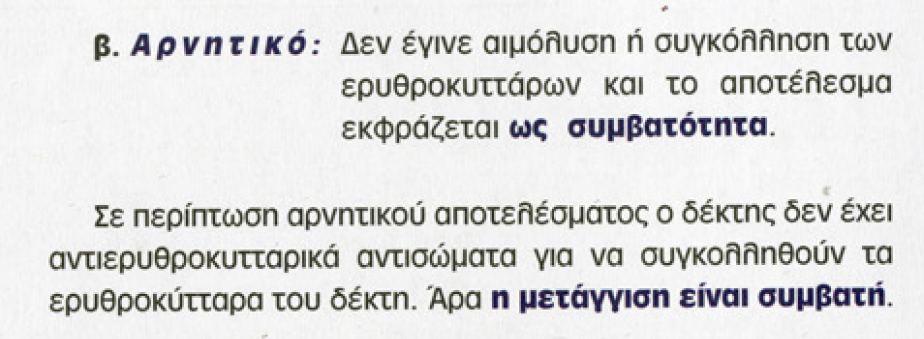 β. Αρνητικό: Δεν έγινε αιμόλυση ή συγκόλληση των
ερυθροκυττάρων και το αποτέλεσμα
εκφράζεται ως συμβατότητα.
Σε περίπτωση αρνητικού αποτελέσματος ο δέκτης δεν έχει
αντιερυθροκυτταρικά αντισώματα για να συγκολληθούν τα
ερυθροκύτταρα του δέκτη. Άρα η μετάγγιση είναι συμβατή.